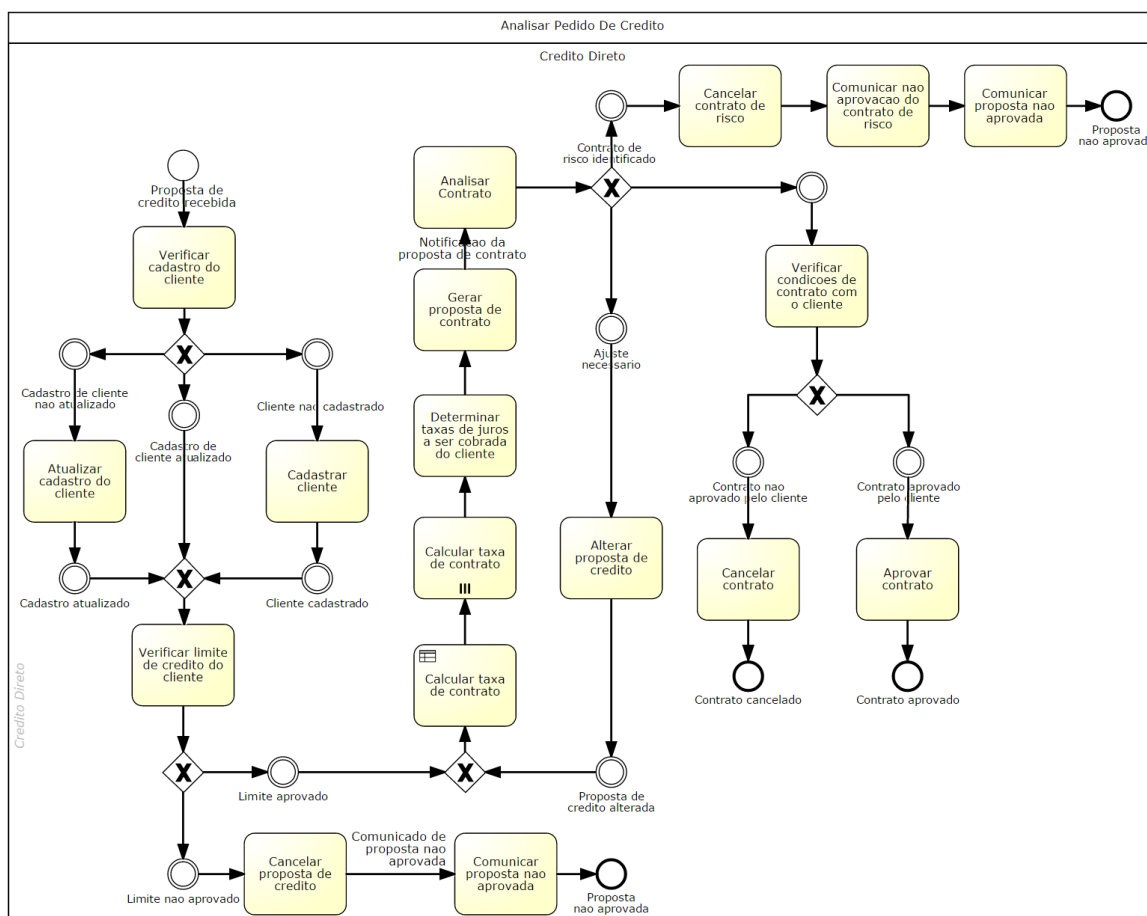 Analisar Pedido De Credito
Credito Direto
Cancelar
contrato de
risco
Comunicar nao
aprovacao do
contrato de
risco
Comunicar
proposta nao
aprovada
Proposta
nao aprovada
Contrato de
risco identificado
Proposta de
credito recebida
Analisar
Contrato
Verificar
cadastro do
cliente
Notificacao da
proposta de contrato
Verificar
condicoes de
contrato com
o cliente
Gerar
proposta de
contrato
Ajuste
necessario
Cadastro de cliente
nao atualizado
Cliente nao cadastrado
Cadastro de
cliente atualizado
Determinar
taxas de juros
a ser cobrada
do cliente
Atualizar
cadastro do
cliente
Cadastrar
cliente
Contrato nao
aprovado pelo cliente
Contrato aprovado
pelo cliente
Calcular taxa
de contrato
Alterar
proposta de
credito
Cancelar
contrato
Aprovar
contrato
Cadastro atualizado
Cliente cadastrado
Verificar limite
de credito do
cliente
Calcular taxa
de contrato
Contrato cancelado
Contrato aprovado
Credito Direto
Limite aprovado
Proposta de
credito alterada
Cancelar
proposta de
credito
Comunicado de
proposta nao
aprovada
Comunicar
proposta nao
aprovada
Limite nao aprovado
Proposta
nao aprovada